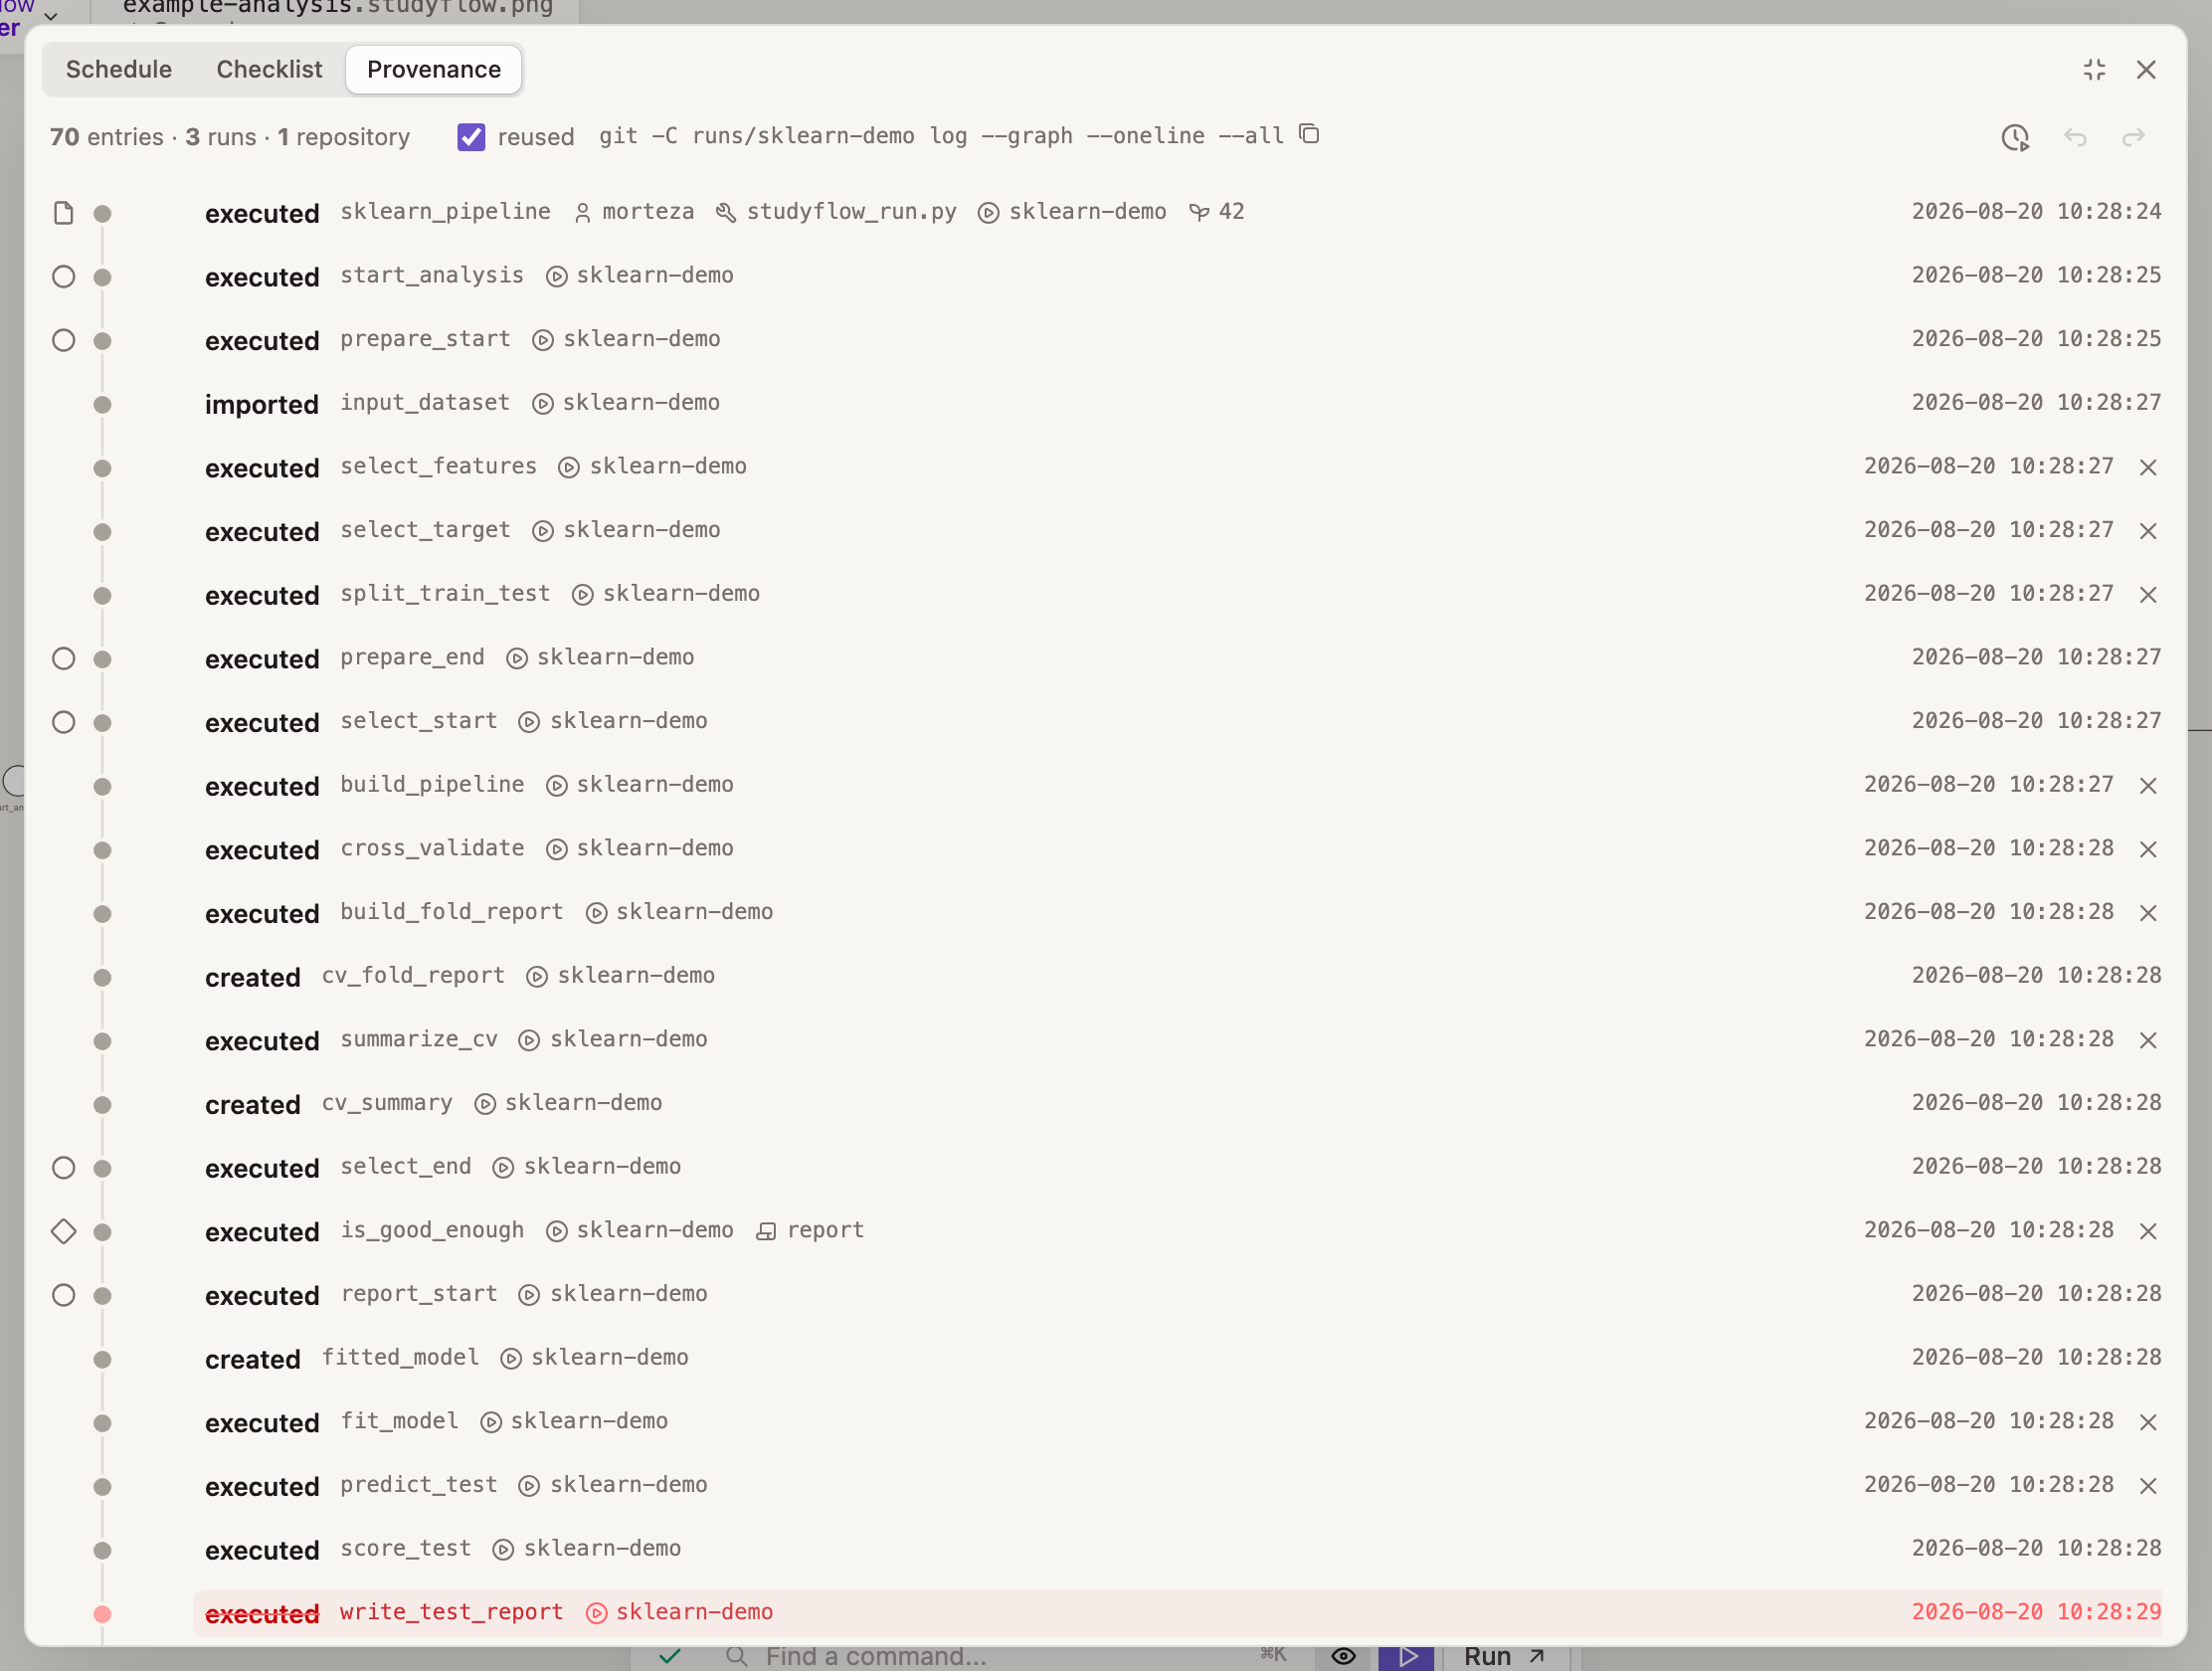 example-analysis.studyflow.png
Schedule Checklist Provenance
70 entries · 3 runs · 1 repository reused git -C runs/sklearn-demo log --graph --oneline --all
executed sklearn_pipeline morteza studyflow_run.py sklearn-demo 42 2026-08-20 10:28:24
executed start_analysis sklearn-demo 2026-08-20 10:28:25
executed prepare_start sklearn-demo 2026-08-20 10:28:25
imported input_dataset sklearn-demo 2026-08-20 10:28:27
executed select_features sklearn-demo 2026-08-20 10:28:27
executed select_target sklearn-demo 2026-08-20 10:28:27
executed split_train_test sklearn-demo 2026-08-20 10:28:27
executed prepare_end sklearn-demo 2026-08-20 10:28:27
executed select_start sklearn-demo 2026-08-20 10:28:27
executed build_pipeline sklearn-demo 2026-08-20 10:28:27
executed cross_validate sklearn-demo 2026-08-20 10:28:28
executed build_fold_report sklearn-demo 2026-08-20 10:28:28
created cv_fold_report sklearn-demo 2026-08-20 10:28:28
executed summarize_cv sklearn-demo 2026-08-20 10:28:28
created cv_summary sklearn-demo 2026-08-20 10:28:28
executed select_end sklearn-demo 2026-08-20 10:28:28
executed is_good_enough sklearn-demo report 2026-08-20 10:28:28
executed report_start sklearn-demo 2026-08-20 10:28:28
created fitted_model sklearn-demo 2026-08-20 10:28:28
executed fit_model sklearn-demo 2026-08-20 10:28:28
executed predict_test sklearn-demo 2026-08-20 10:28:28
executed score_test sklearn-demo 2026-08-20 10:28:28
executed write_test_report sklearn-demo 2026-08-20 10:28:29
Find a command... ⌘K Run